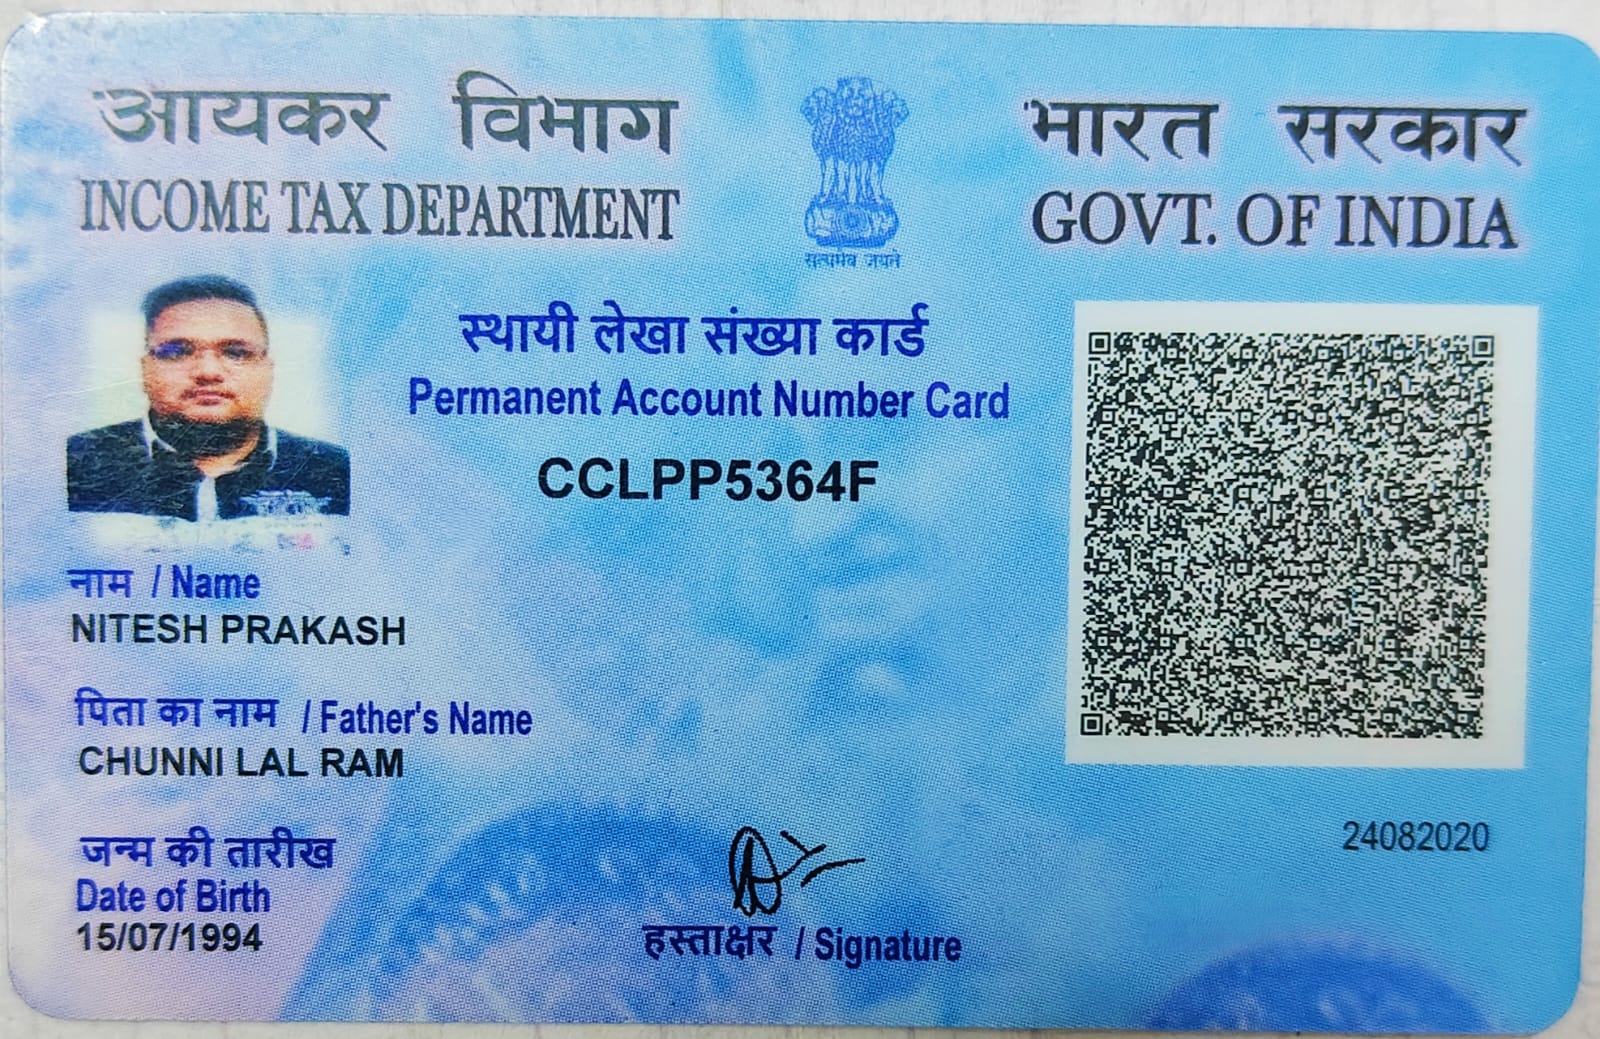 आयकर विभाग
INCOME TAX DEPARTMENT
सत्यमेव जयते
भारत सरकार
GOVT. OF INDIA
स्थायी लेखा संख्या कार्ड
Permanent Account Number Card
CCLPP5364F
नाम / Name
NITESH PRAKASH
पिता का नाम / Father's Name
CHUNNI LAL RAM
जन्म की तारीख
Date of Birth
15/07/1994
हस्ताक्षर / Signature
24082020